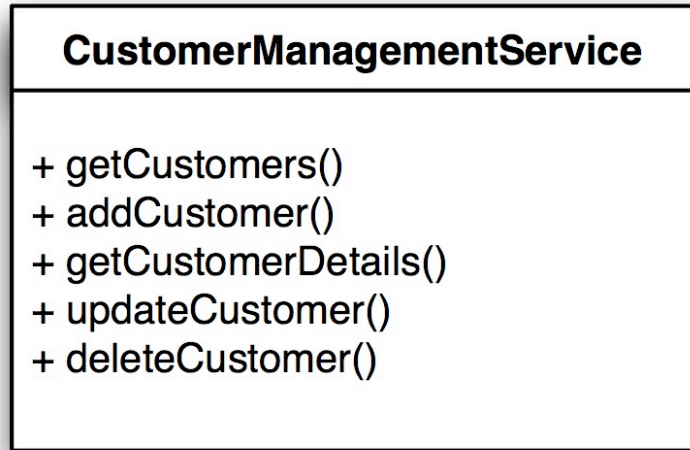 CustomerManagementService
+ getCustomers()
+ addCustomer()
+ getCustomerDetails()
+ updateCustomer()
+ deleteCustomer()